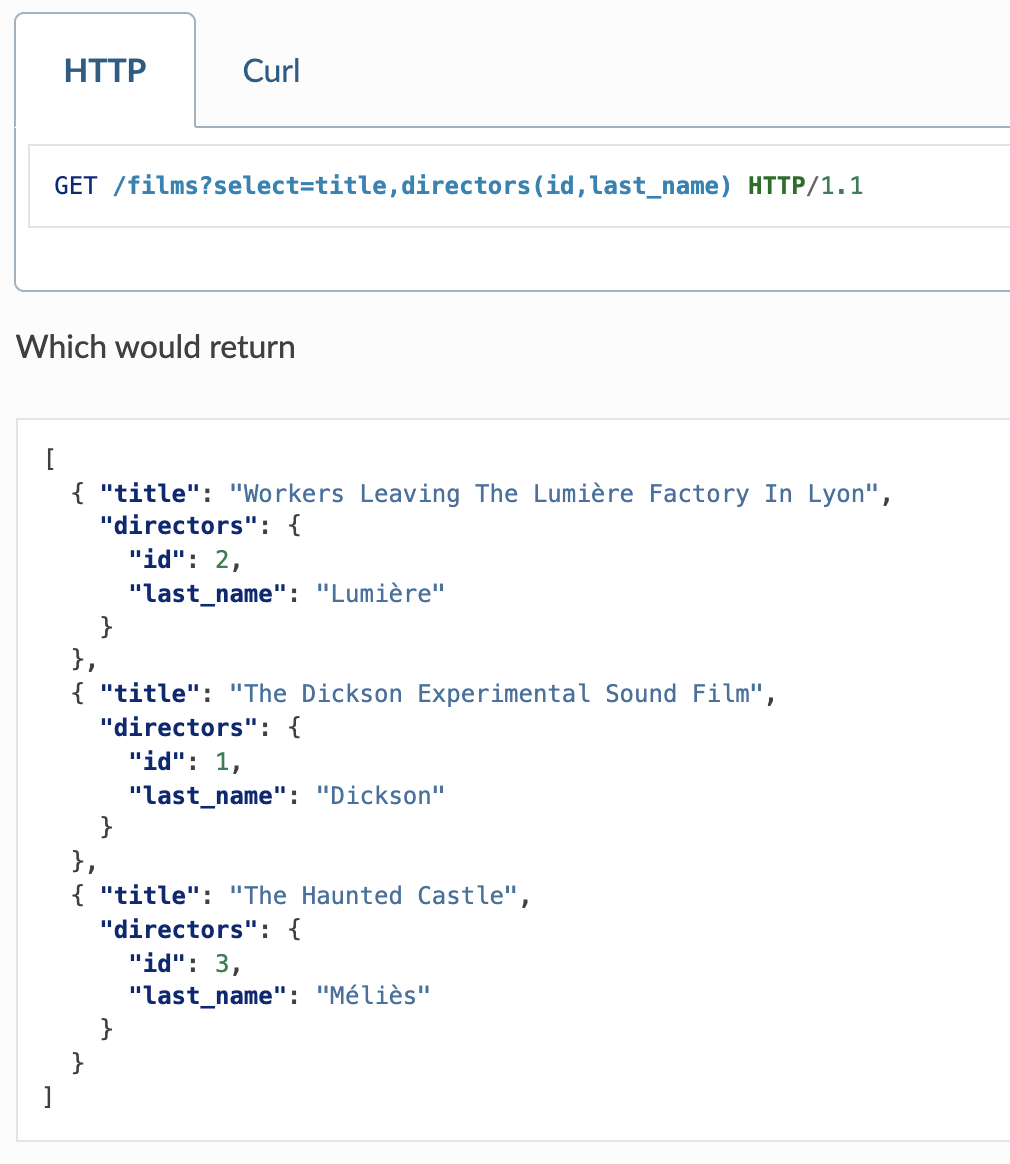 HTTP
Curl
GET /films?select=title,directors(id,last_name) HTTP/1.1
Which would return
[
  { "title": "Workers Leaving The Lumière Factory In Lyon",
    "directors": {
      "id": 2,
      "last_name": "Lumière"
    }
  },
  { "title": "The Dickson Experimental Sound Film",
    "directors": {
      "id": 1,
      "last_name": "Dickson"
    }
  },
  { "title": "The Haunted Castle",
    "directors": {
      "id": 3,
      "last_name": "Méliès"
    }
  }
]